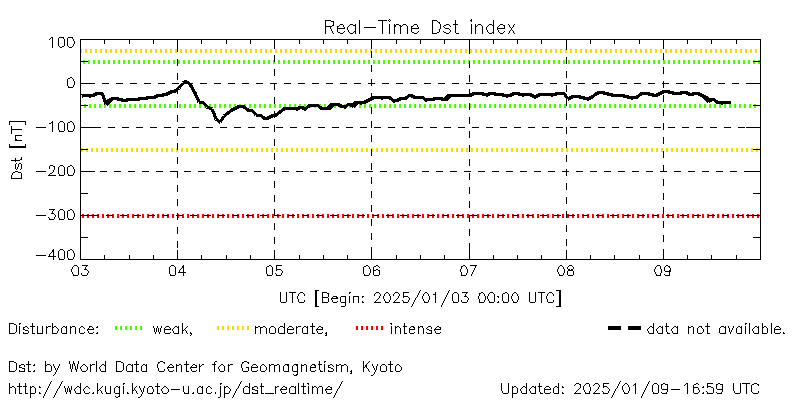 Real-Time Dst index
100
0
-100
-200
-300
-400
Dst [nT]
03 04 05 06 07 08 09
UTC [Begin: 2025/01/03 00:00 UTC]
Disturbance: weak, moderate, intense data not available.
Dst: by World Data Center for Geomagnetism, Kyoto
http://wdc.kugi.kyoto-u.ac.jp/dst_realtime/ Updated: 2025/01/09-16:59 UTC